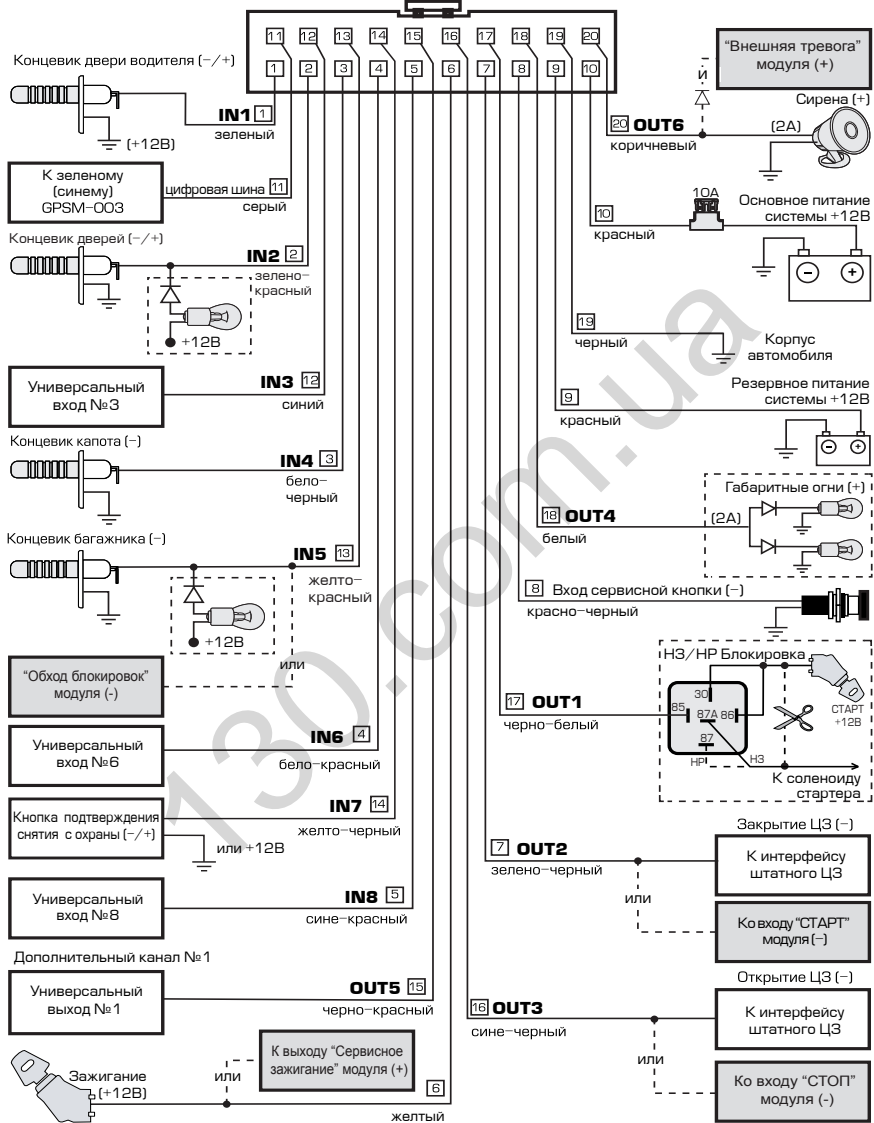 11 12 13 14 15 16 17 18 19 20
1 2 3 4 5 6 7 8 9 10
Концевик двери водителя (-/+)
IN1 1
зеленый
(+12В)
К зеленому
(синему)
GPSM-003
цифровая шина 11
серый
Концевик дверей (-/+)
IN2 2
зелено-
красный
+12В
Универсальный
вход №3
IN3 12
синий
Концевик капота (-)
IN4 3
бело-
черный
Концевик багажника (-)
IN5 13
желто-
красный
+12В
или
"Обход блокировок"
модуля (-)
Универсальный
вход №6
IN6 4
бело-красный
Кнопка подтверждения
снятия с охраны (-/+)
IN7 14
желто-черный
или +12В
Универсальный
вход №8
IN8 5
сине-красный
Дополнительный канал №1
Универсальный
выход №1
OUT5 15
черно-красный
Зажигание
(+12В)
или
К выходу "Сервисное
зажигание" модуля (+)
6
желтый
"Внешняя тревога"
модуля (+)
и
Сирена (+)
20 OUT6
(2А)
коричневый
10
красный
10А
Основное питание
системы +12В
19
черный
Корпус
автомобиля
9
красный
Резервное питание
системы +12В
Габаритные огни (+)
18 OUT4
(2А)
белый
8 Вход сервисной кнопки (-)
красно-черный
НЗ/НР Блокировка
17 OUT1
черно-белый
30
85
87А
86
87
НР
НЗ
СТАРТ
+12В
К соленоиду
стартера
Закрытие ЦЗ (-)
7 OUT2
зелено-черный
К интерфейсу
штатного ЦЗ
или
Ко входу "СТАРТ"
модуля (-)
Открытие ЦЗ (-)
16 OUT3
сине-черный
К интерфейсу
штатного ЦЗ
или
Ко входу "СТОП"
модуля (-)
130.com.ua